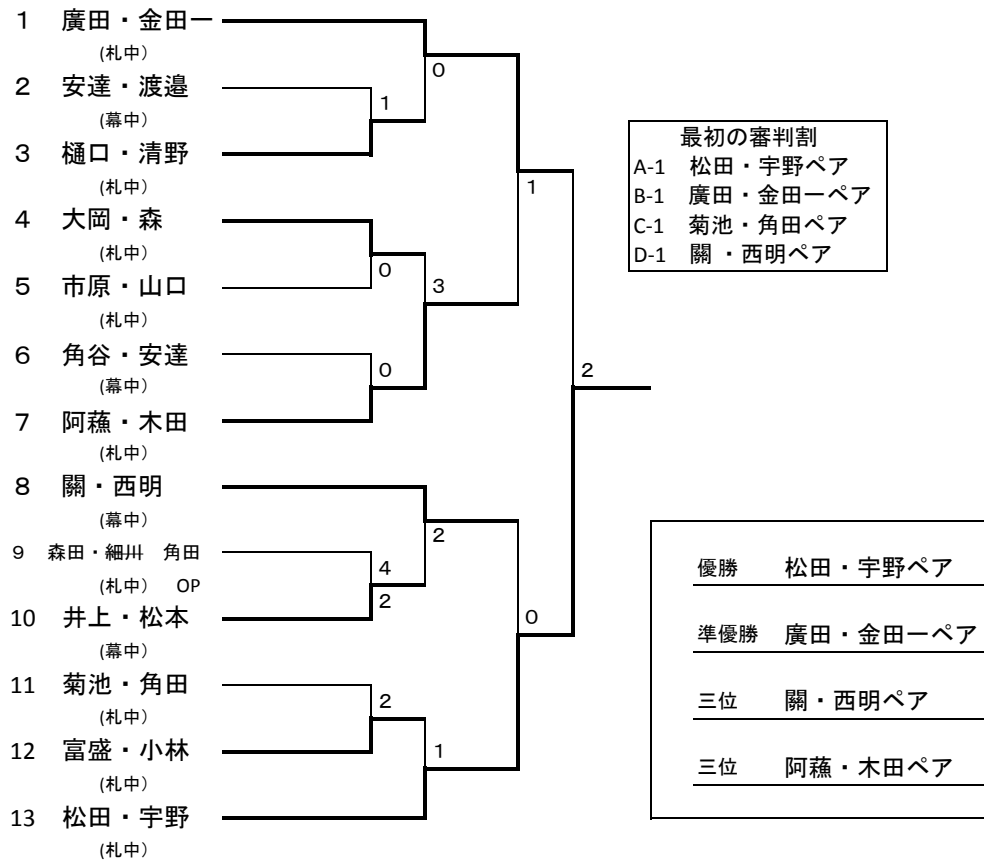 1 廣田・金田一
(札中)
0
2 安達・渡邉
1
(幕中)
3 樋口・清野
(札中)
1
4 大岡・森
(札中)
0
5 市原・山口
3
(札中)
6 角谷・安達
0
2
(幕中)
7 阿蕪・木田
(札中)
8 關・西明
(幕中)
2
9 森田・細川 角田
4
(札中) OP
2
10 井上・松本
0
(幕中)
11 菊池・角田
2
(札中)
12 富盛・小林
1
(札中)
13 松田・宇野
(札中)
最初の審判割
A-1 松田・宇野ペア
B-1 廣田・金田一ペア
C-1 菊池・角田ペア
D-1 關 ・西明ペア
優勝 松田・宇野ペア
準優勝 廣田・金田一ペア
三位 關・西明ペア
三位 阿蕪・木田ペア